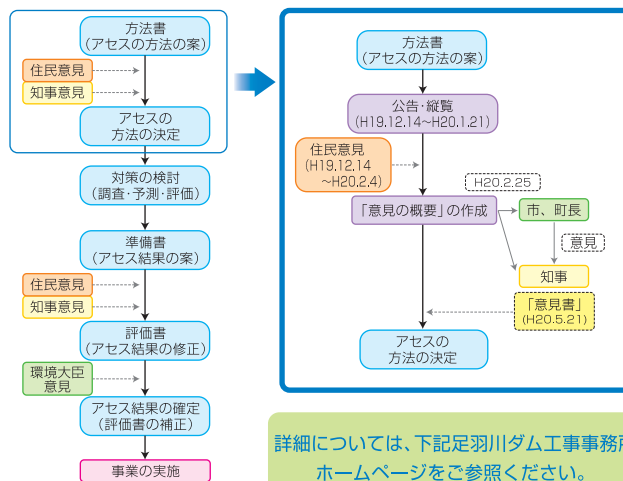 方法書
(アセスの方法の案)
住民意見
知事意見
アセスの
方法の決定
対策の検討
(調査・予測・評価)
準備書
(アセス結果の案)
住民意見
知事意見
評価書
(アセス結果の修正)
環境大臣
意見
アセス結果の確定
(評価書の補正)
事業の実施
方法書
(アセスの方法の案)
公告・縦覧
(H19.12.14〜H20.1.21)
住民意見
(H19.12.14
〜H20.2.4)
H20.2.25
「意見の概要」の作成
市、町長
意見
知事
「意見書」
(H20.5.21)
アセスの
方法の決定
詳細については、下記足羽川ダム工事事務所
ホームページをご参照ください。